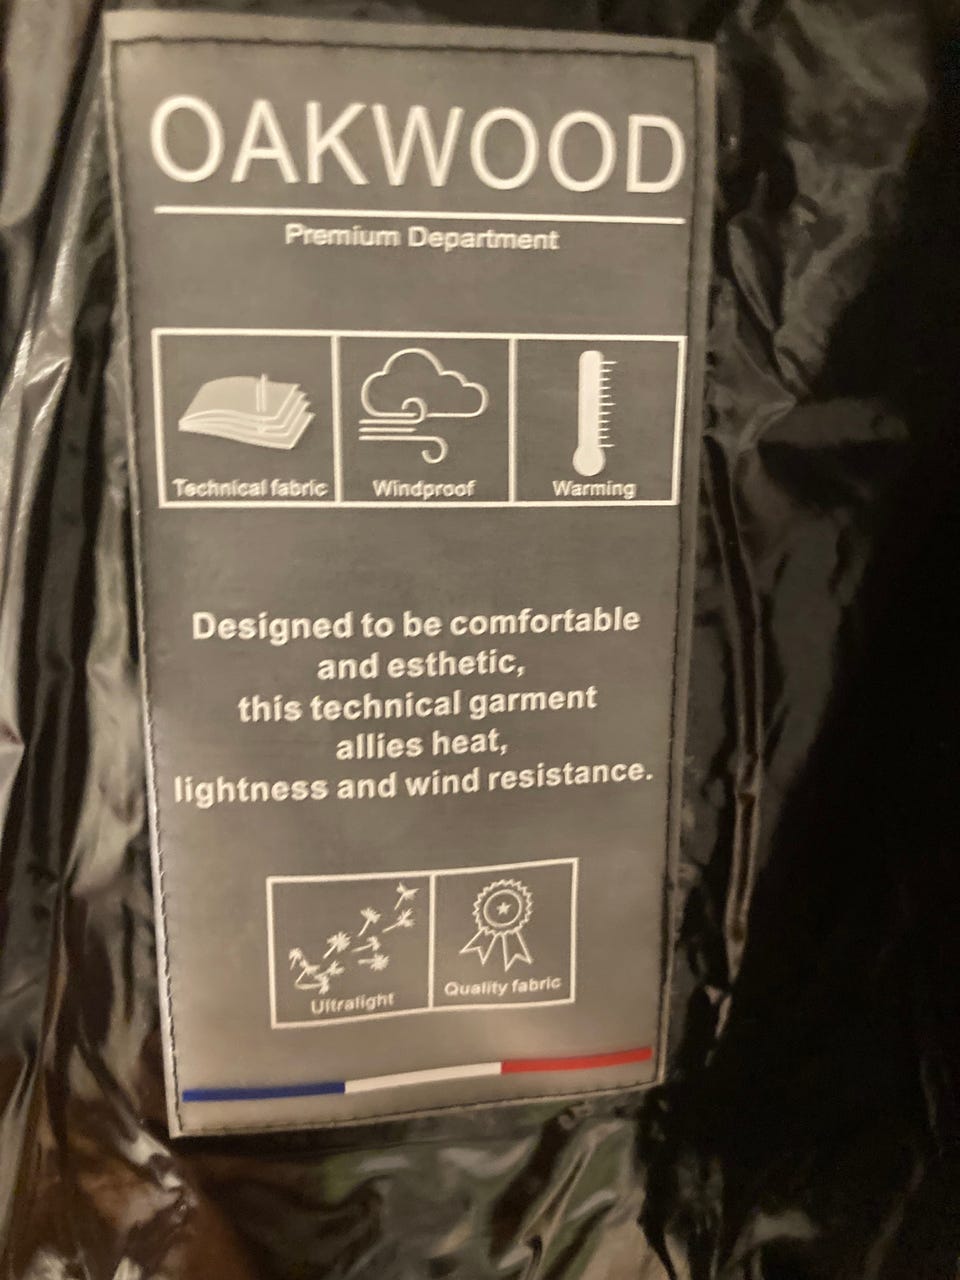 OAKWOOD
Premium Department
Technical fabric
Windproof
Warming
Designed to be comfortable
and esthetic,
this technical garment
allies heat,
lightness and wind resistance.
Ultralight
Quality fabric